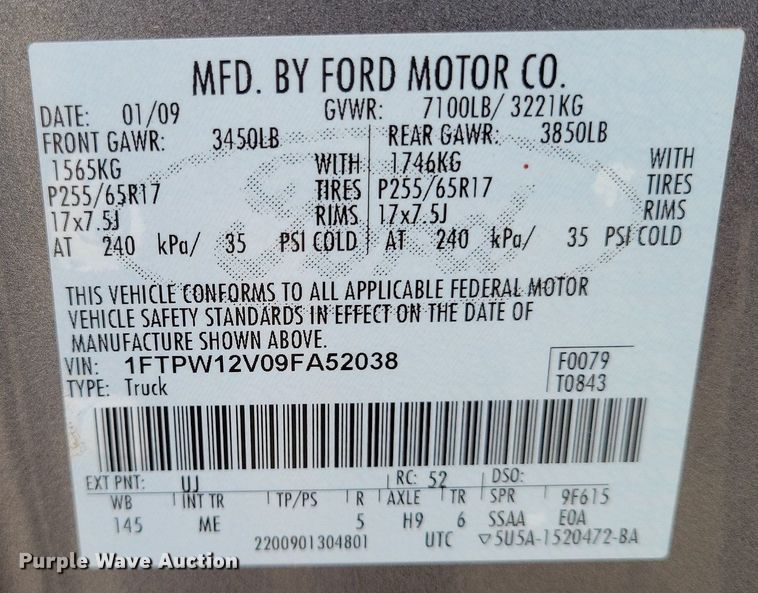 MFD. BY FORD MOTOR CO.
DATE: 01/09 GVWR: 7100LB/ 3221KG
FRONT GAWR: 3450LB REAR GAWR: 3850LB
1565KG WITH 1746KG WITH
P255/65R17 TIRES P255/65R17 TIRES
17x7.5J RIMS 17x7.5J RIMS
AT 240 kPa/ 35 PSI COLD AT 240 kPa/ 35 PSI COLD
THIS VEHICLE CONFORMS TO ALL APPLICABLE FEDERAL MOTOR
VEHICLE SAFETY STANDARDS IN EFFECT ON THE DATE OF
MANUFACTURE SHOWN ABOVE.
VIN: 1FTPW12V09FA52038 F0079
TYPE: Truck T0843
EXT PNT: UJ RC: 52 DSO:
WB INT TR TP/PS R AXLE TR SPR 9F615
145 ME 5 H9 6 SSAA E0A
2200901304801 UTC ▽5U5A-1520472-BA
Purple Wave Auction